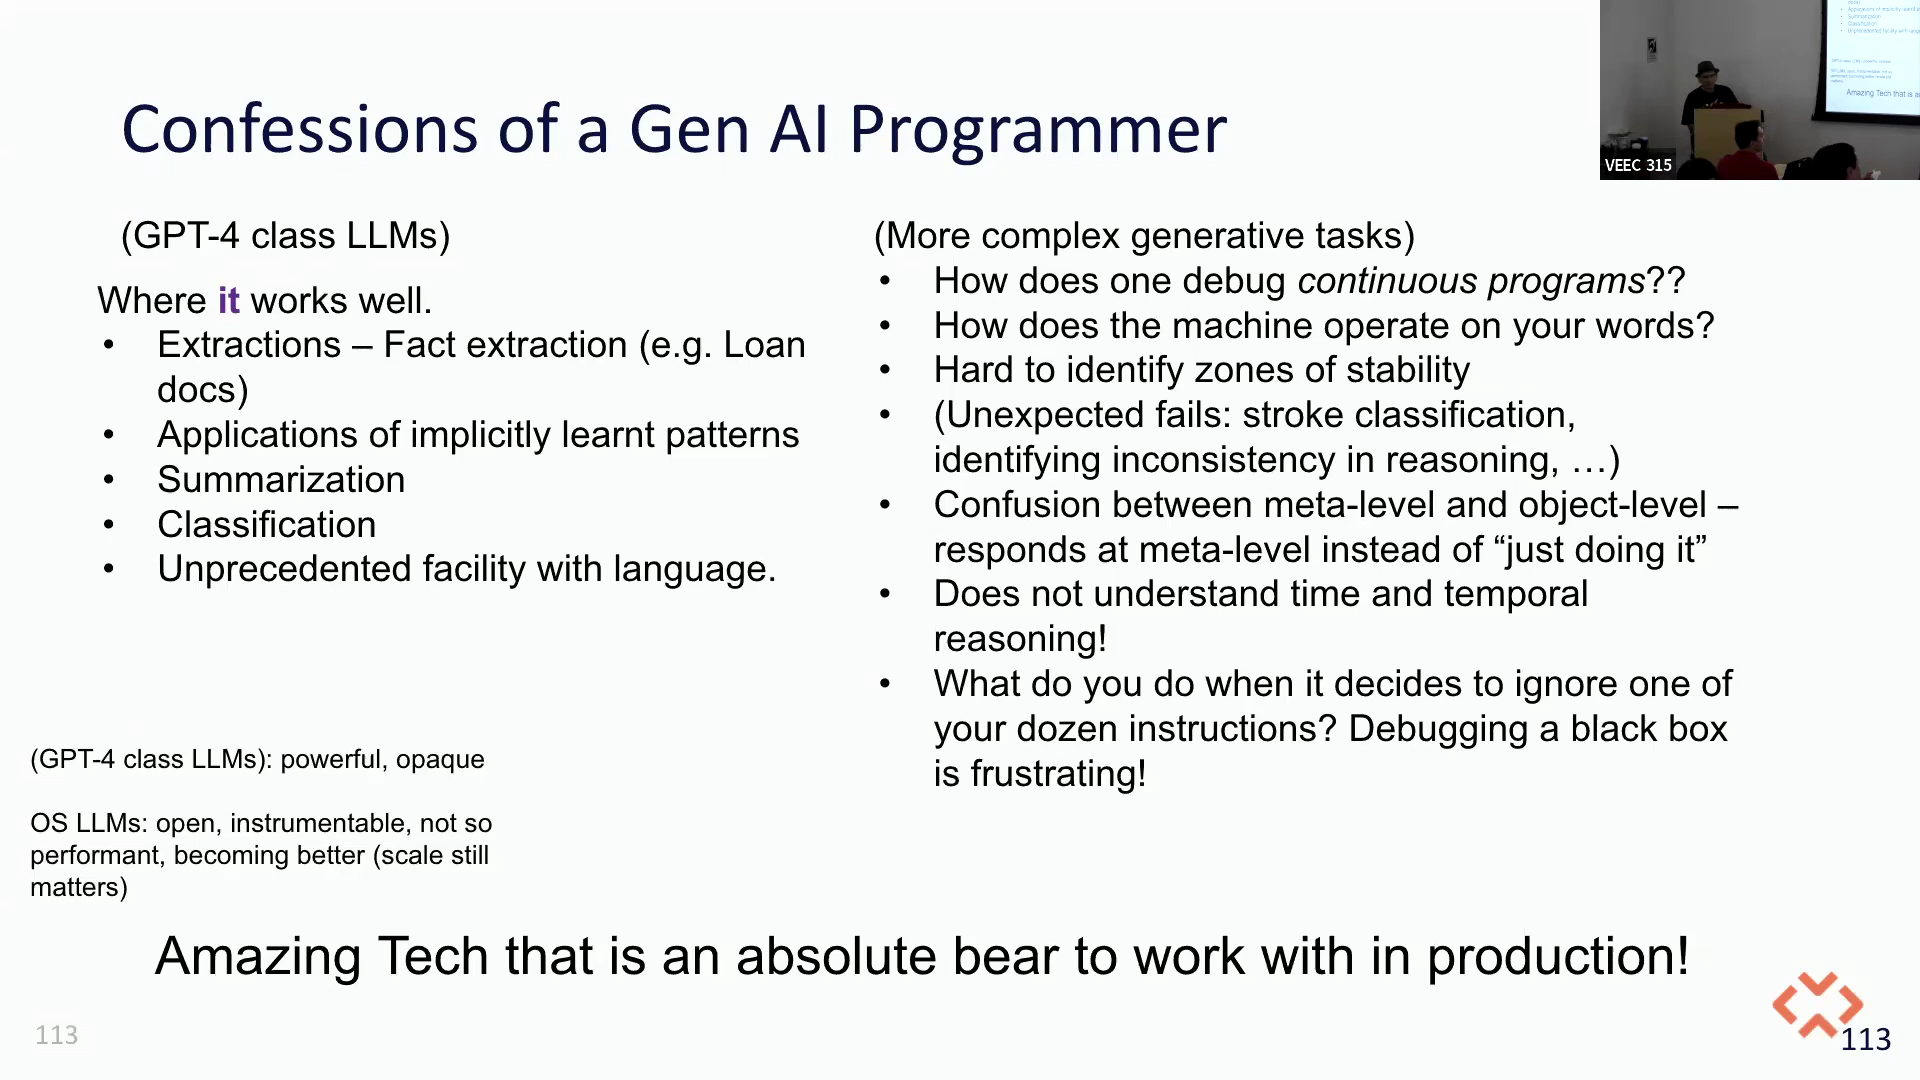 Confessions of a Gen AI Programmer
VEEC 315
(GPT-4 class LLMs)
Where it works well.
• Extractions – Fact extraction (e.g. Loan
docs)
• Applications of implicitly learnt patterns
• Summarization
• Classification
• Unprecedented facility with language.
(GPT-4 class LLMs): powerful, opaque
OS LLMs: open, instrumentable, not so
performant, becoming better (scale still
matters)
(More complex generative tasks)
• How does one debug continuous programs??
• How does the machine operate on your words?
• Hard to identify zones of stability
• (Unexpected fails: stroke classification,
identifying inconsistency in reasoning, …)
• Confusion between meta-level and object-level –
responds at meta-level instead of “just doing it”
• Does not understand time and temporal
reasoning!
• What do you do when it decides to ignore one of
your dozen instructions? Debugging a black box
is frustrating!
Amazing Tech that is an absolute bear to work with in production!
113
113
Amazing Tech that is a